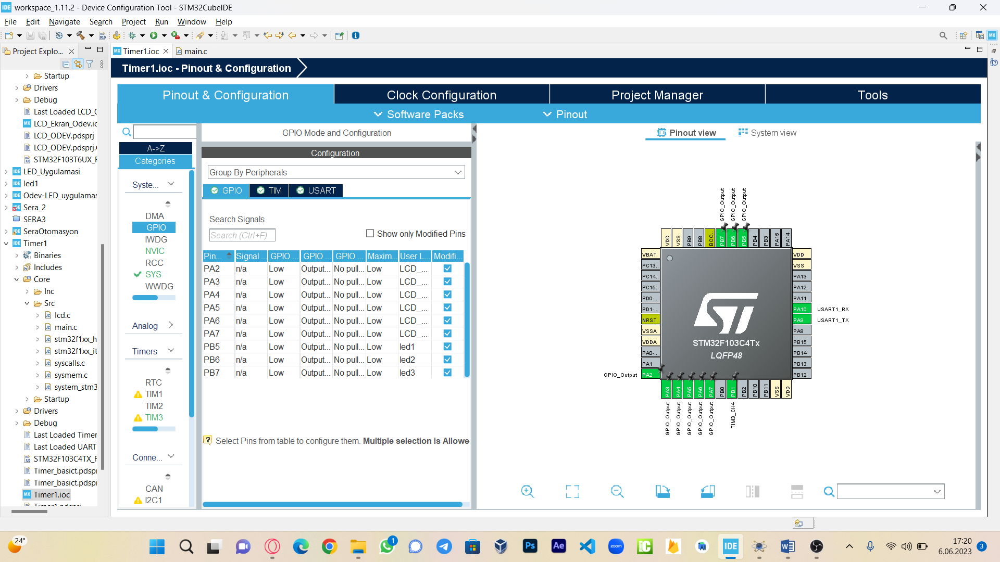 workspace_1.11.2 - Device Configuration Tool - STM32CubeIDE
File Edit Navigate Search Project Run Window Help
Project Explo...
Timer1.ioc
main.c
Startup
Drivers
Debug
Last Loaded LCD_
LCD_Ekran_Odev.io
LCD_ODEV.pdsprj
LCD_ODEV.pdsprj.
STM32F103T6UX_F
LED_Uygulamasi
led1
Odev-LED_uygulamas
Sera_2
SERA3
SeraOtomasyon
Timer1
Binaries
Includes
Core
Inc
Src
lcd.c
main.c
stm32f1xx_h
stm32f1xx_it
syscalls.c
sysmem.c
system_stm3
Startup
Drivers
Debug
Last Loaded Timer
Last Loaded UART
STM32F103C4TX_F
Timer_basict.pdspr
Timer_basict.pdspr
Timer1.ioc
Timer1.ioc - Pinout & Configuration
Pinout & Configuration
Clock Configuration
Project Manager
Tools
Software Packs
Pinout
A->Z
Categories
Syste...
DMA
GPIO
IWDG
NVIC
RCC
SYS
WWDG
Analog
Timers
RTC
TIM1
TIM2
TIM3
Conne...
CAN
I2C1
GPIO Mode and Configuration
Configuration
Group By Peripherals
GPIO TIM USART
Search Signals
Search (Ctrl+F)
Show only Modified Pins
Pin... Signal ... GPIO ... GPIO ... GPIO ... Maxim... User L... Modifi...
PA2 n/a Low Output... No pull... Low LCD_...
PA3 n/a Low Output... No pull... Low LCD_...
PA4 n/a Low Output... No pull... Low LCD_...
PA5 n/a Low Output... No pull... Low LCD_...
PA6 n/a Low Output... No pull... Low LCD_...
PA7 n/a Low Output... No pull... Low LCD_...
PB5 n/a Low Output... No pull... Low led1
PB6 n/a Low Output... No pull... Low led2
PB7 n/a Low Output... No pull... Low led3
Select Pins from table to configure them. Multiple selection is Allowe
Pinout view
System view
GPIO_Output GPIO_Output GPIO_Output
VDD VSS PB9 PB8 BOO.. PB7 PB6 PB5 PB4 PB3 PA15 PA14
VBAT
PC13..
PC14..
PC15..
PD0-..
PD1-..
NRST
VSSA
VDDA
PA0-..
PA1
GPIO_Output PA2
STM32F103C4Tx
LQFP48
VDD
VSS
PA13
PA12
PA11
PA10 USART1_RX
PA9 USART1_TX
PA8
PB15
PB14
PB13
PB12
PA3 PA4 PA5 PA6 PA7 PB0 PB1 PB2 PB10 PB11 VSS VDD
GPIO_Output GPIO_Output GPIO_Output GPIO_Output GPIO_Output TIM3_CH4
24°
1
Ps
Ae
zoom
IDE
17:20
6.06.2023
3